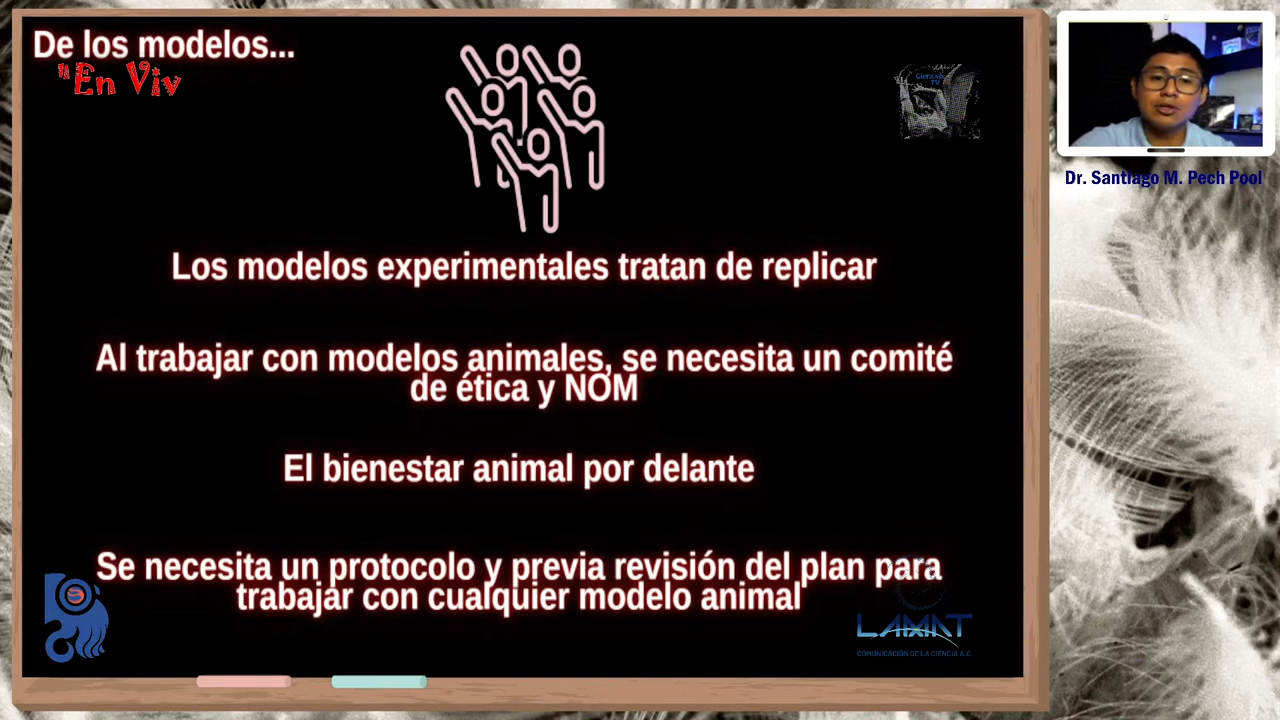 De los modelos...
"En Viv
CienciaMX
TV
Dr. Santiago M. Pech Pool
Los modelos experimentales tratan de replicar
Al trabajar con modelos animales, se necesita un comité
de ética y NOM
El bienestar animal por delante
Se necesita un protocolo y previa revisión del plan para
trabajar con cualquier modelo animal
LAMAT
COMUNICACIÓN DE LA CIENCIA A.C.